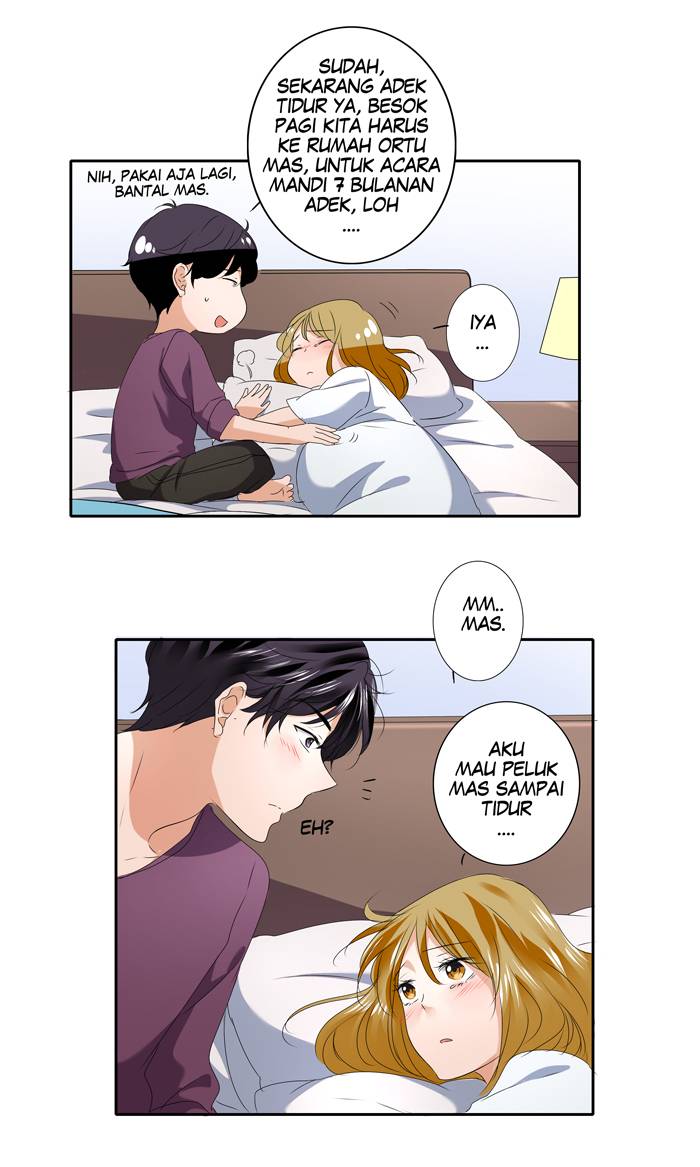 SUDAH,
SEKARANG ADEK
TIDUR YA, BESOK
PAGI KITA HARUS
KE RUMAH ORTU
MAS, UNTUK ACARA
MANDI 7 BULANAN
ADEK, LOH
....
NIH, PAKAI AJA LAGI,
BANTAL MAS.
IYA
...
MM..
MAS.
AKU
MAU PELUK
MAS SAMPAI
TIDUR
....
EH?